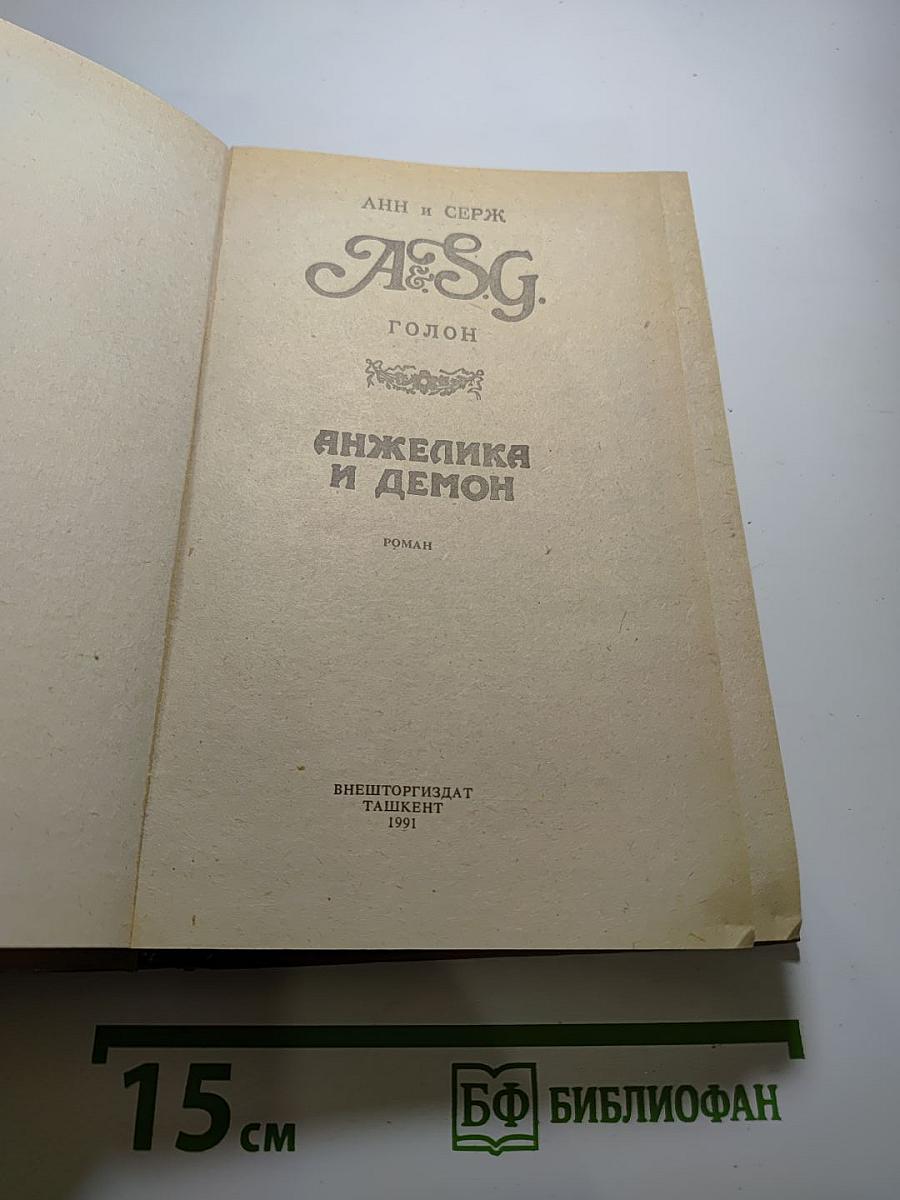 АНН и СЕРЖ
A&.S.G.
ГОЛОН
АНЖЕЛИКА
И ДЕМОН
РОМАН
ВНЕШТОРГИЗДАТ
ТАШКЕНТ
1991
15 см
БФ БИБЛИОФАН